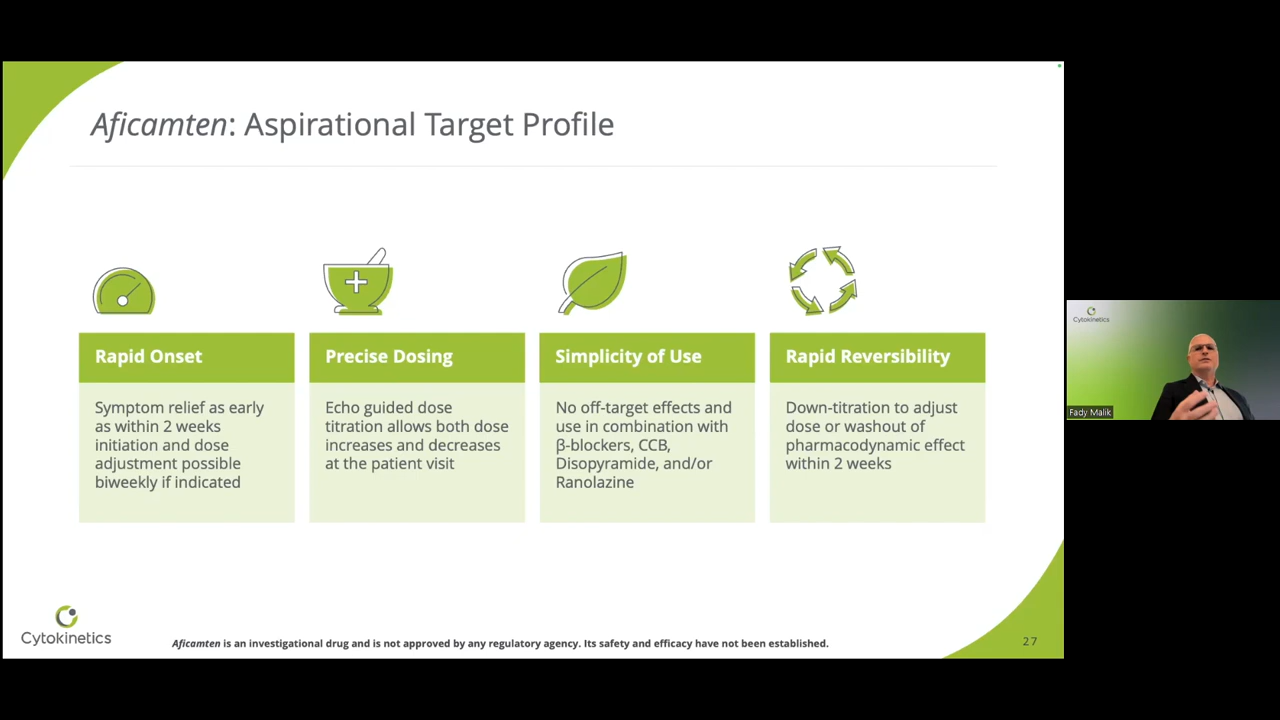 Aficamten: Aspirational Target Profile
Rapid Onset
Symptom relief as early
as within 2 weeks
initiation and dose
adjustment possible
biweekly if indicated
Precise Dosing
Echo guided dose
titration allows both dose
increases and decreases
at the patient visit
Simplicity of Use
No off-target effects and
use in combination with
β-blockers, CCB,
Disopyramide, and/or
Ranolazine
Rapid Reversibility
Down-titration to adjust
dose or washout of
pharmacodynamic effect
within 2 weeks
Cytokinetics
Aficamten is an investigational drug and is not approved by any regulatory agency. Its safety and efficacy have not been established.
27
Cytokinetics
Fady Malik